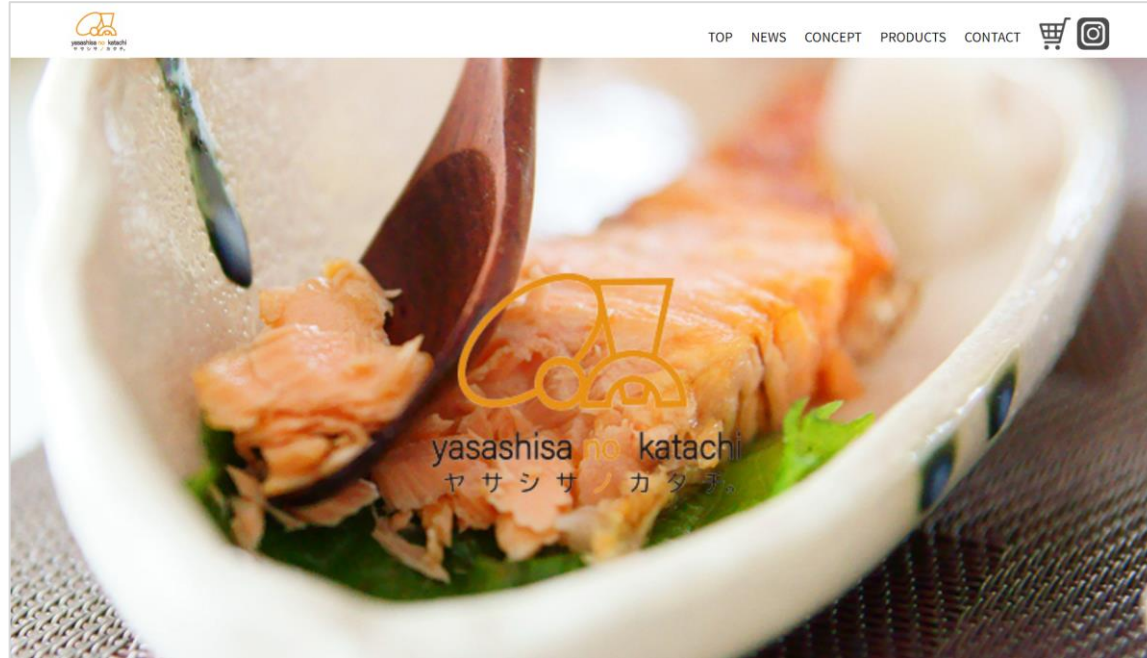 yasashisa no katachi
ヤサシサノカタチ。
TOP NEWS CONCEPT PRODUCTS CONTACT
yasashisa no katachi
ヤサシサノカタチ。